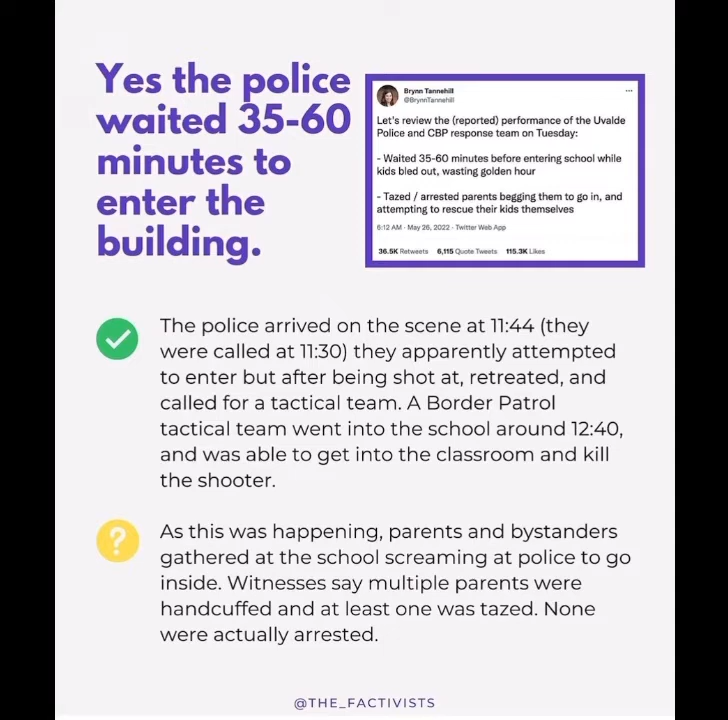 Yes the police
waited 35-60
minutes to
enter the
building.
Brynn Tannehill
@BrynnTannehill
Let's review the (reported) performance of the Uvalde
Police and CBP response team on Tuesday:
- Waited 35-60 minutes before entering school while
kids bled out, wasting golden hour
- Tazed / arrested parents begging them to go in, and
attempting to rescue their kids themselves
6:12 AM · May 26, 2022 · Twitter Web App
36.5K Retweets 6,115 Quote Tweets 115.3K Likes
The police arrived on the scene at 11:44 (they
were called at 11:30) they apparently attempted
to enter but after being shot at, retreated, and
called for a tactical team. A Border Patrol
tactical team went into the school around 12:40,
and was able to get into the classroom and kill
the shooter.
As this was happening, parents and bystanders
gathered at the school screaming at police to go
inside. Witnesses say multiple parents were
handcuffed and at least one was tazed. None
were actually arrested.
@THE_FACTIVISTS